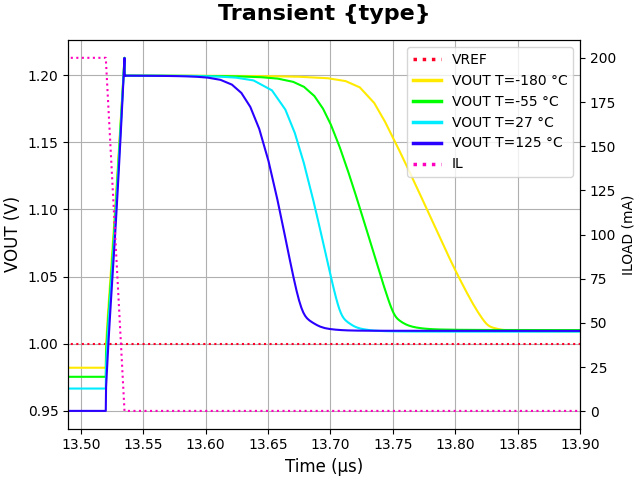 Transient {type}
VREF
VOUT T=-180 °C
VOUT T=-55 °C
VOUT T=27 °C
VOUT T=125 °C
IL
VOUT (V)
1.20
1.15
1.10
1.05
1.00
0.95
ILOAD (mA)
200
175
150
125
100
75
50
25
0
13.50 13.55 13.60 13.65 13.70 13.75 13.80 13.85 13.90
Time (μs)